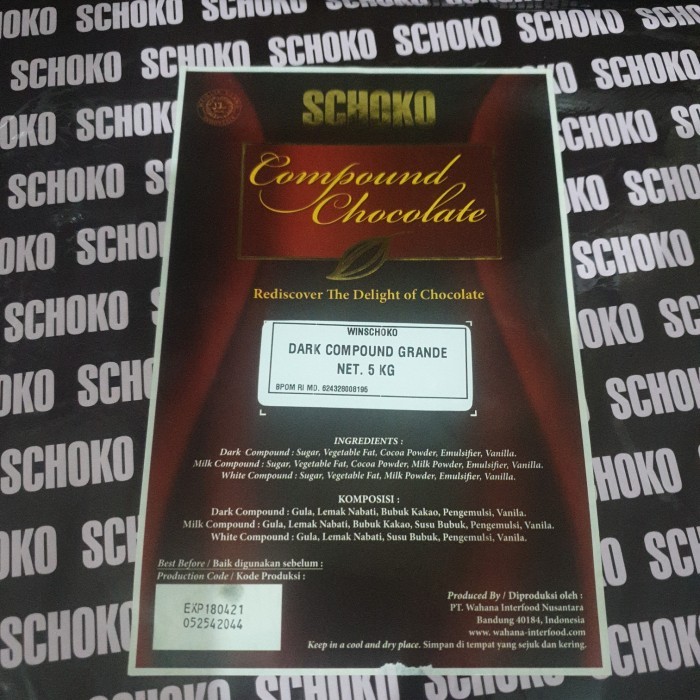 SCHOKO
Compound
Chocolate
Rediscover The Delight of Chocolate
WINSCHOKO
DARK COMPOUND GRANDE
NET. 5 KG
BPOM RI MD. 624328008195
INGREDIENTS :
Dark Compound : Sugar, Vegetable Fat, Cocoa Powder, Emulsifier, Vanilla.
Milk Compound : Sugar, Vegetable Fat, Cocoa Powder, Milk Powder, Emulsifier, Vanilla.
White Compound : Sugar, Vegetable Fat, Milk Powder, Emulsifier, Vanilla.
KOMPOSISI :
Dark Compound : Gula, Lemak Nabati, Bubuk Kakao, Pengemulsi, Vanila.
Milk Compound : Gula, Lemak Nabati, Bubuk Kakao, Susu Bubuk, Pengemulsi, Vanila.
White Compound : Gula, Lemak Nabati, Susu Bubuk, Pengemulsi, Vanila.
Best Before / Baik digunakan sebelum :
Production Code / Kode Produksi :
EXP180421
052542044
Produced By / Diproduksi oleh :
PT. Wahana Interfood Nusantara
Bandung 40184, Indonesia
www. wahana-interfood.com
Keep in a cool and dry place. Simpan di tempat yang sejuk dan kering.